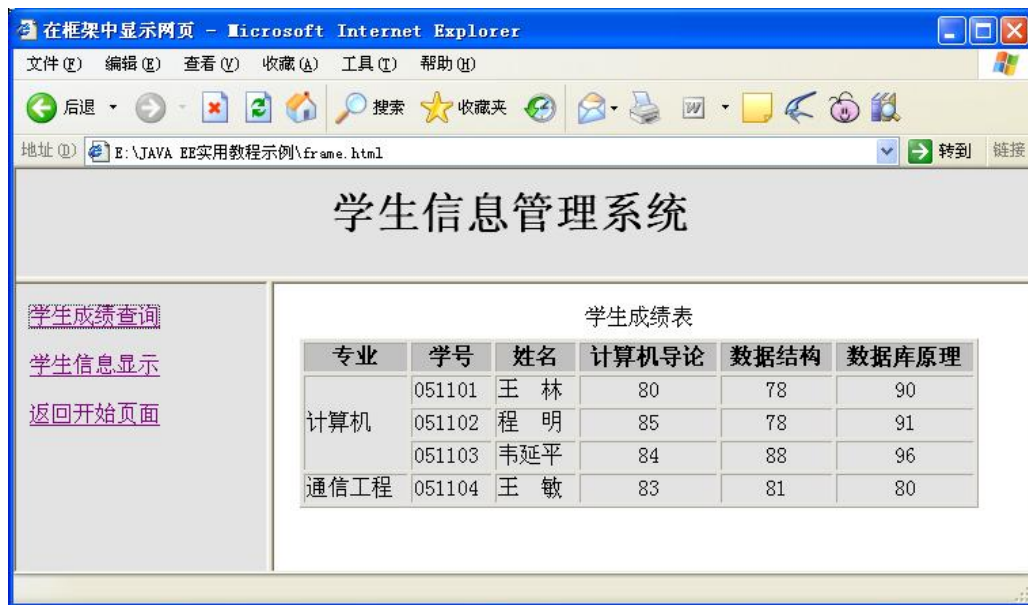 在框架中显示网页 - Microsoft Internet Explorer
文件(F) 编辑(E) 查看(V) 收藏(A) 工具(T) 帮助(H)
后退 搜索 收藏夹
地址(D) E:\JAVA EE实用教程示例\frame.html 转到 链接
学生信息管理系统
学生成绩查询
学生信息显示
返回开始页面
学生成绩表
专业 学号 姓名 计算机导论 数据结构 数据库原理
计算机 051101 王 林 80 78 90
051102 程 明 85 78 91
051103 韦延平 84 88 96
通信工程 051104 王 敏 83 81 80